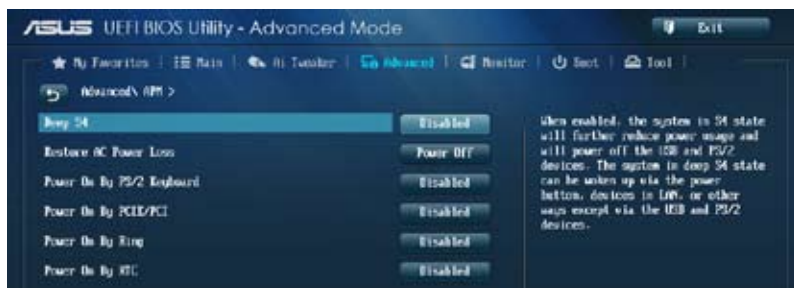 ASUS UEFI BIOS Utility - Advanced Mode
Exit
My Favorites | Main | Ai Tweaker | Advanced | Monitor | Boot | Tool
Advanced\ APM >
Deep S4 Disabled
Restore AC Power Loss Power Off
Power On By PS/2 Keyboard Disabled
Power On By PCIE/PCI Disabled
Power On By Ring Disabled
Power On By RTC Disabled
When enabled, the system in S4 state
will further reduce power usage and
will power off the USB and PS/2
devices. The system in deep S4 state
can be woken up via the power
button, devices in LAN, or other
ways except via the USB and PS/2
devices.